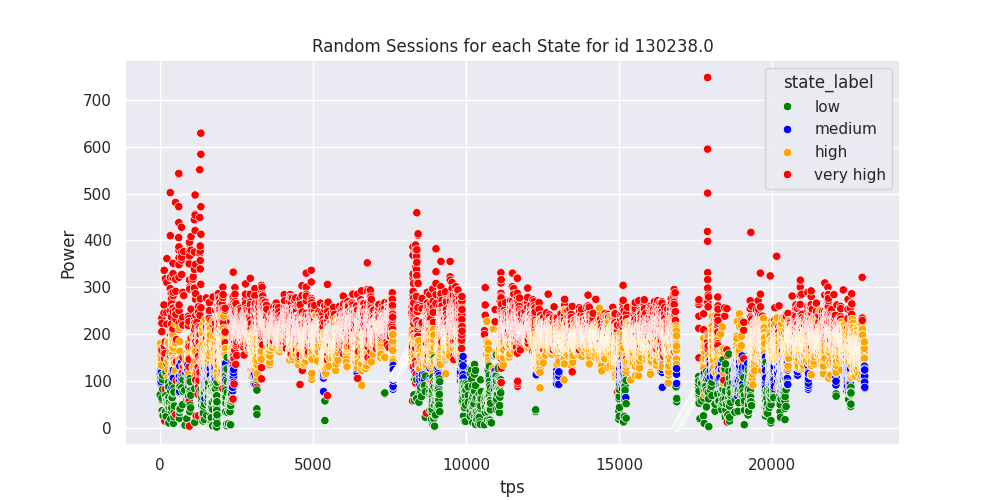 Random Sessions for each State for id 130238.0
Power
700
600
500
400
300
200
100
0
state_label
low
medium
high
very high
0
5000
10000
15000
20000
tps